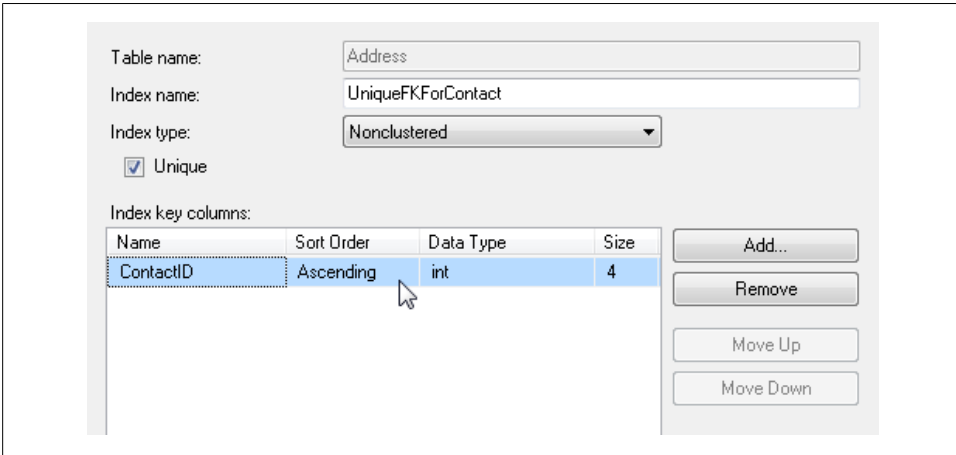 Table name: Address
Index name: UniqueFKForContact
Index type: Nonclustered
Unique
Index key columns:
Name Sort Order Data Type Size
ContactID Ascending int 4
Add...
Remove
Move Up
Move Down